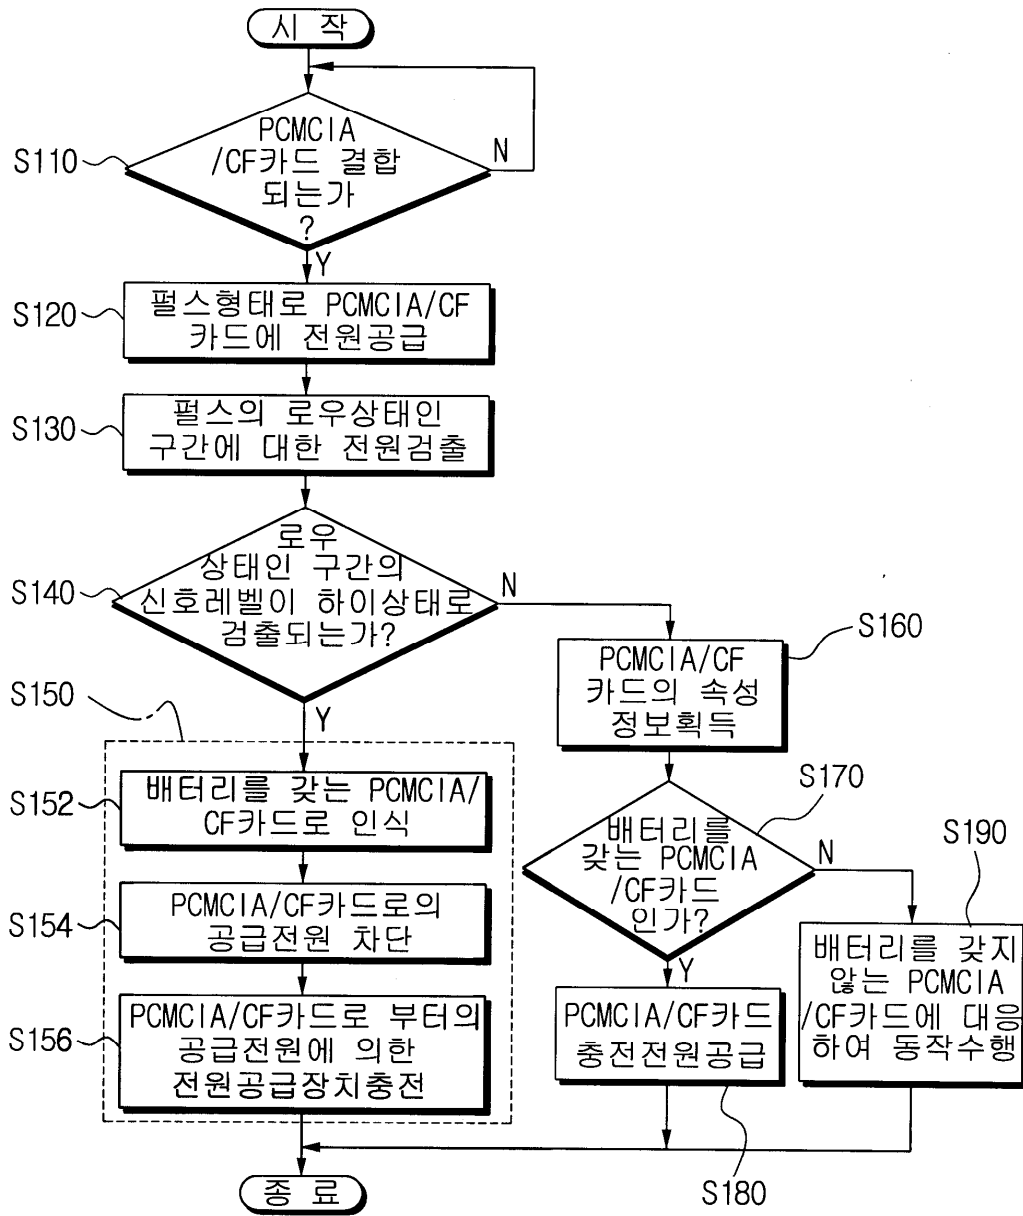 시 작
PCMCIA
/CF카드 결합
되는가
?
S110
N
Y
펄스형태로 PCMCIA/CF
카드에 전원공급
S120
펄스의 로우상태인
구간에 대한 전원검출
S130
로우
상태인 구간의
신호레벨이 하이상태로
검출되는가?
S140
N
Y
S150
배터리를 갖는 PCMCIA/
CF카드로 인식
S152
PCMCIA/CF카드로의
공급전원 차단
S154
PCMCIA/CF카드로 부터의
공급전원에 의한
전원공급장치충전
S156
S160
PCMCIA/CF
카드의 속성
정보획득
S170
배터리를
갖는 PCMCIA
/CF카드
인가?
N
Y
PCMCIA/CF카드
충전전원공급
S180
S190
배터리를 갖지
않는 PCMCIA
/CF카드에 대응
하여 동작수행
종 료